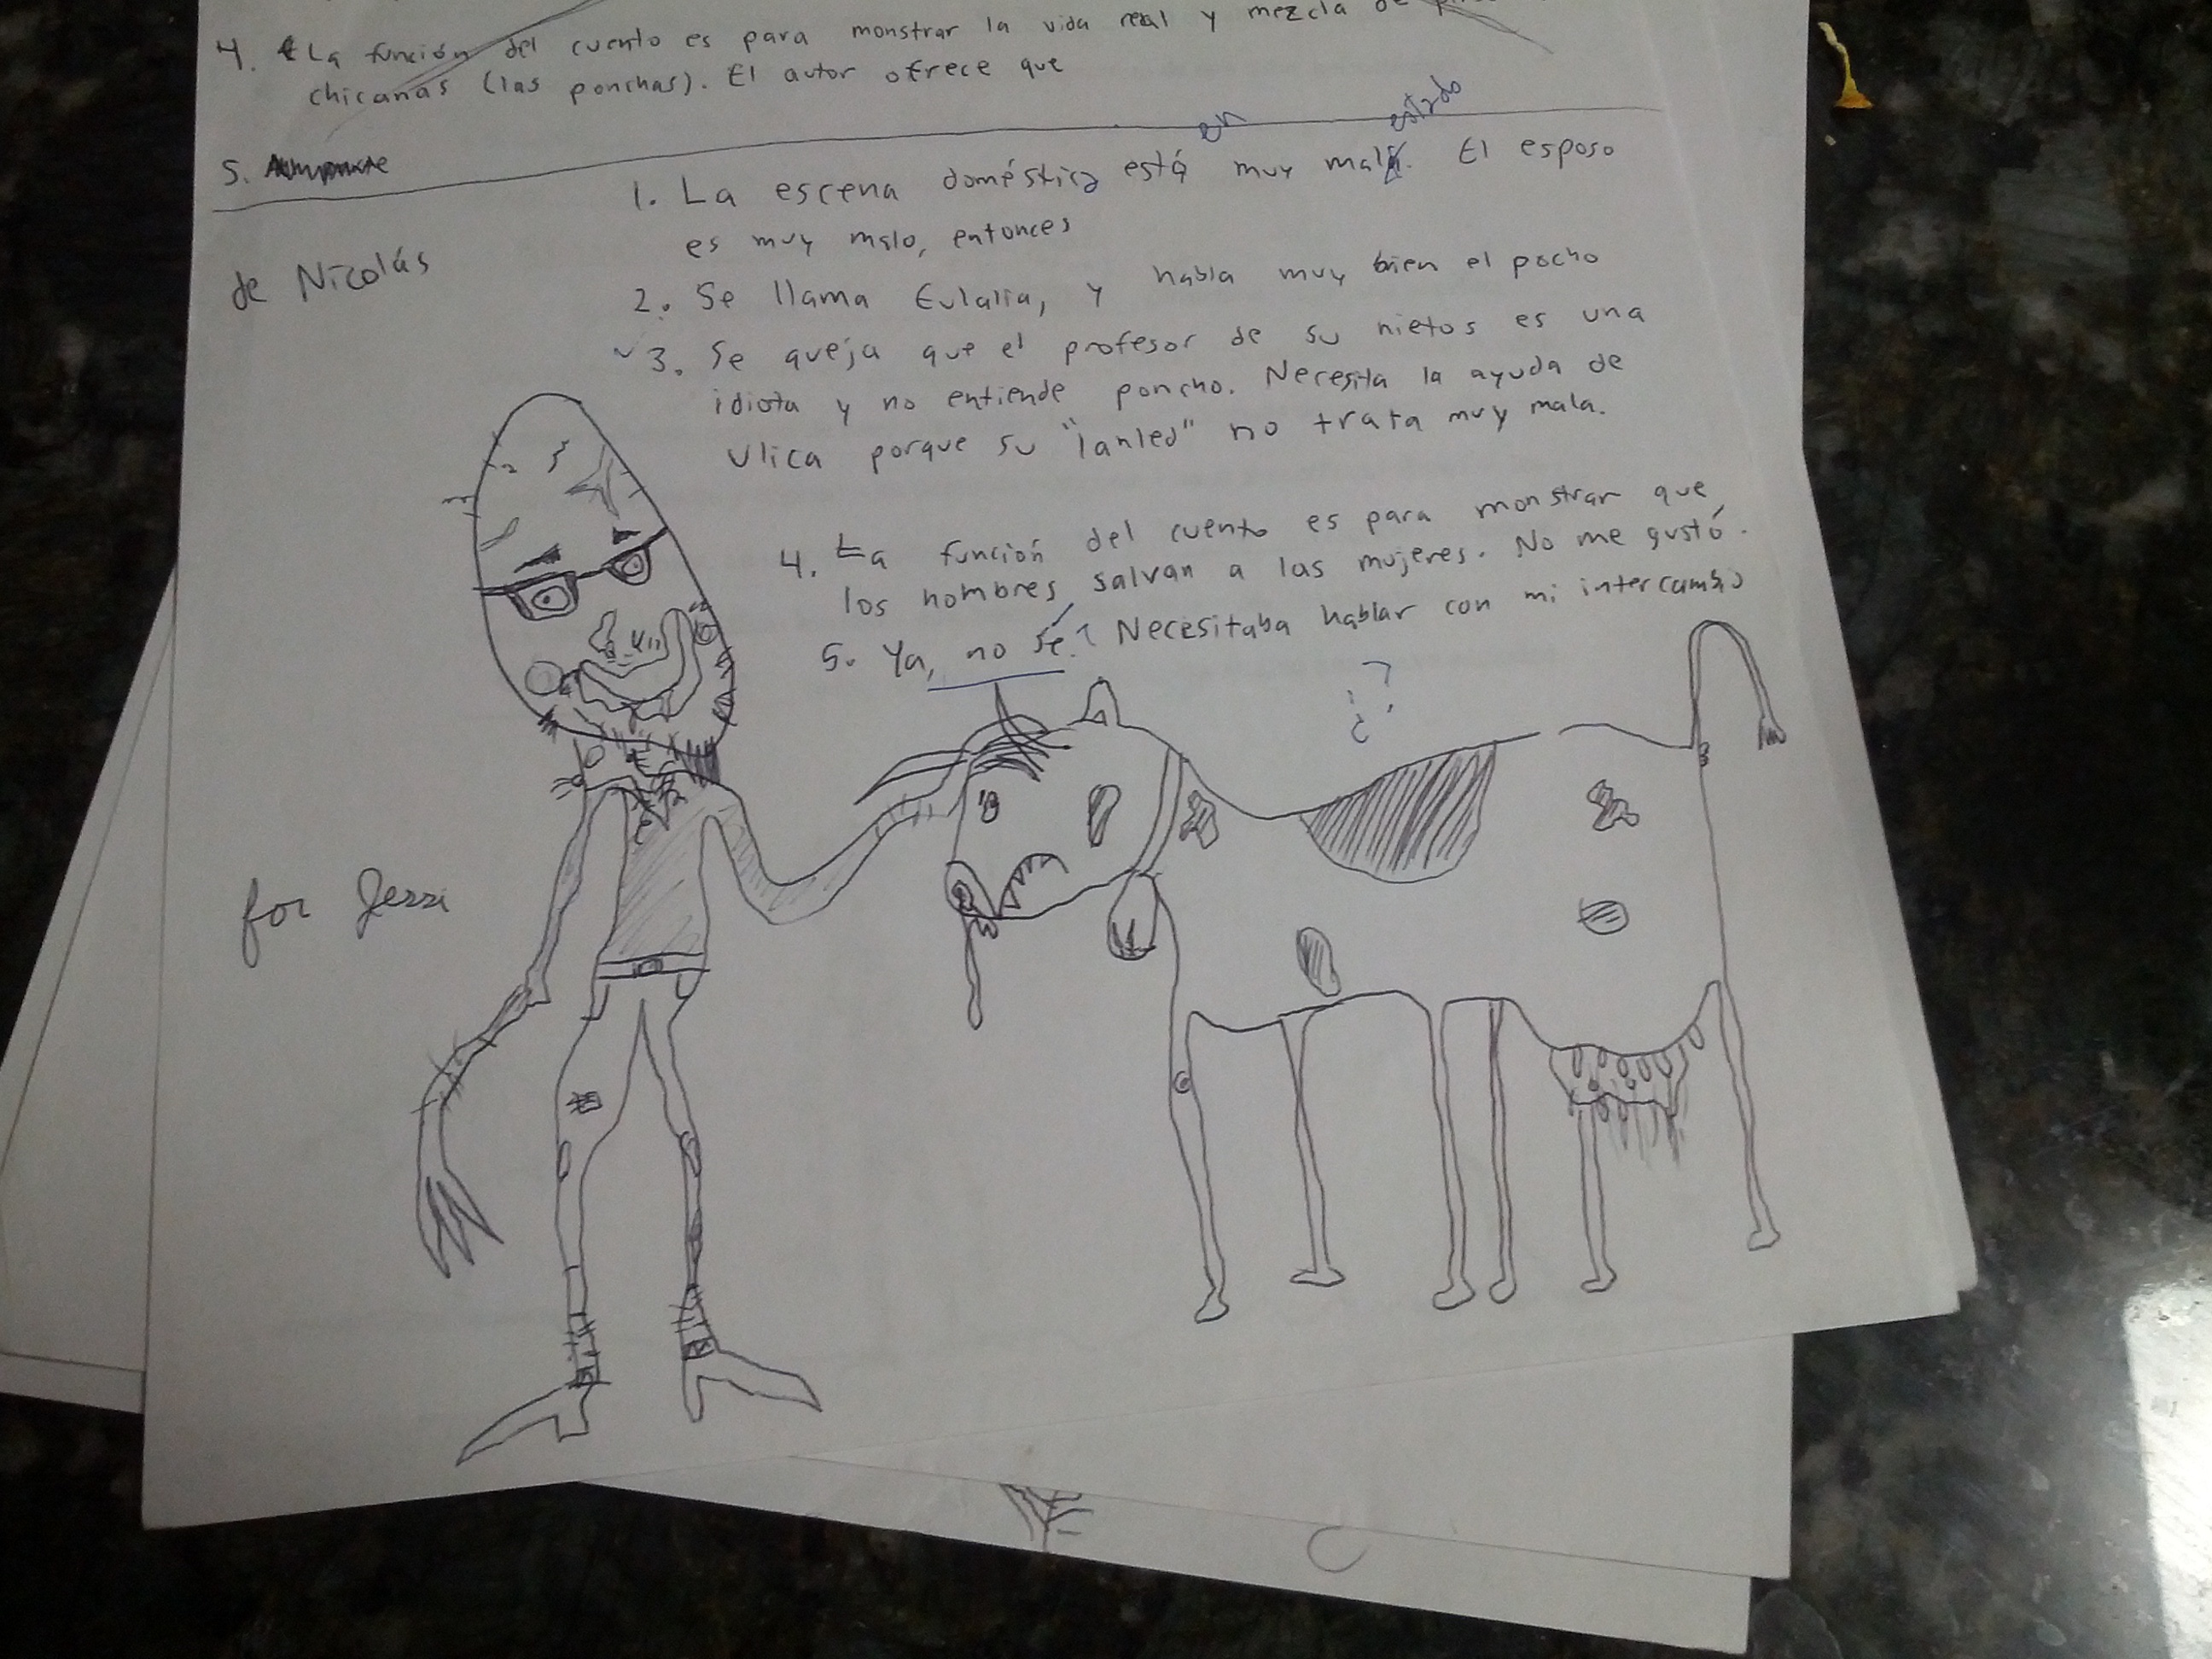 4. La función del cuento es para monstrar la vida real y mezcla de
chicanas (las ponchas). El autor ofrece que
5.
en estado
1. La escena doméstica está muy mala. El esposo
es muy malo, entonces
de Nicolás
2. Se llama Eulalia, y habla muy bien el pocho
3. Se queja que el profesor de su nietos es una
idiota y no entiende poncho. Necesita la ayuda de
Ulica porque su "lanled" no trata muy mala.
4. La función del cuento es para monstrar que
los hombres salvan a las mujeres. No me gustó.
5. Ya, no sé? Necesitaba hablar con mi intercambio
¿?
for Jessi